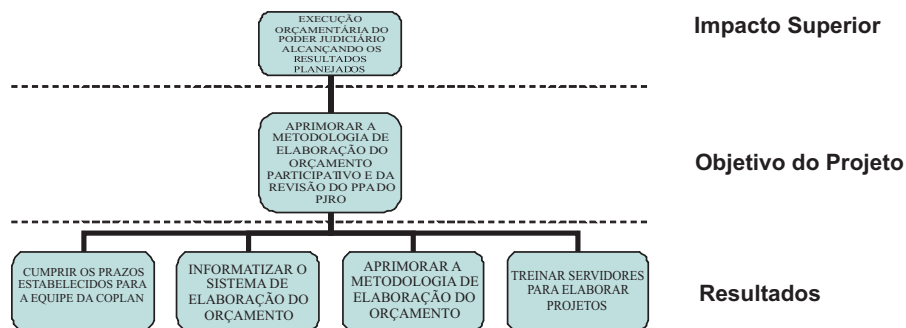 EXECUÇÃO
ORÇAMENTÁRIA DO
PODER JUDICIÁRIO
ALCANÇANDO OS
RESULTADOS
PLANEJADOS
Impacto Superior
APRIMORAR A
METODOLOGIA DE
ELABORAÇÃO DO
ORÇAMENTO
PARTICIPATIVO E DA
REVISÃO DO PPA DO
PJRO
Objetivo do Projeto
CUMPRIR OS PRAZOS
ESTABELECIDOS PARA
A EQUIPE DA COPLAN
INFORMATIZAR O
SISTEMA DE
ELABORAÇÃO DO
ORÇAMENTO
APRIMORAR A
METODOLOGIA DE
ELABORAÇÃO DO
ORÇAMENTO
TREINAR SERVIDORES
PARA ELABORAR
PROJETOS
Resultados